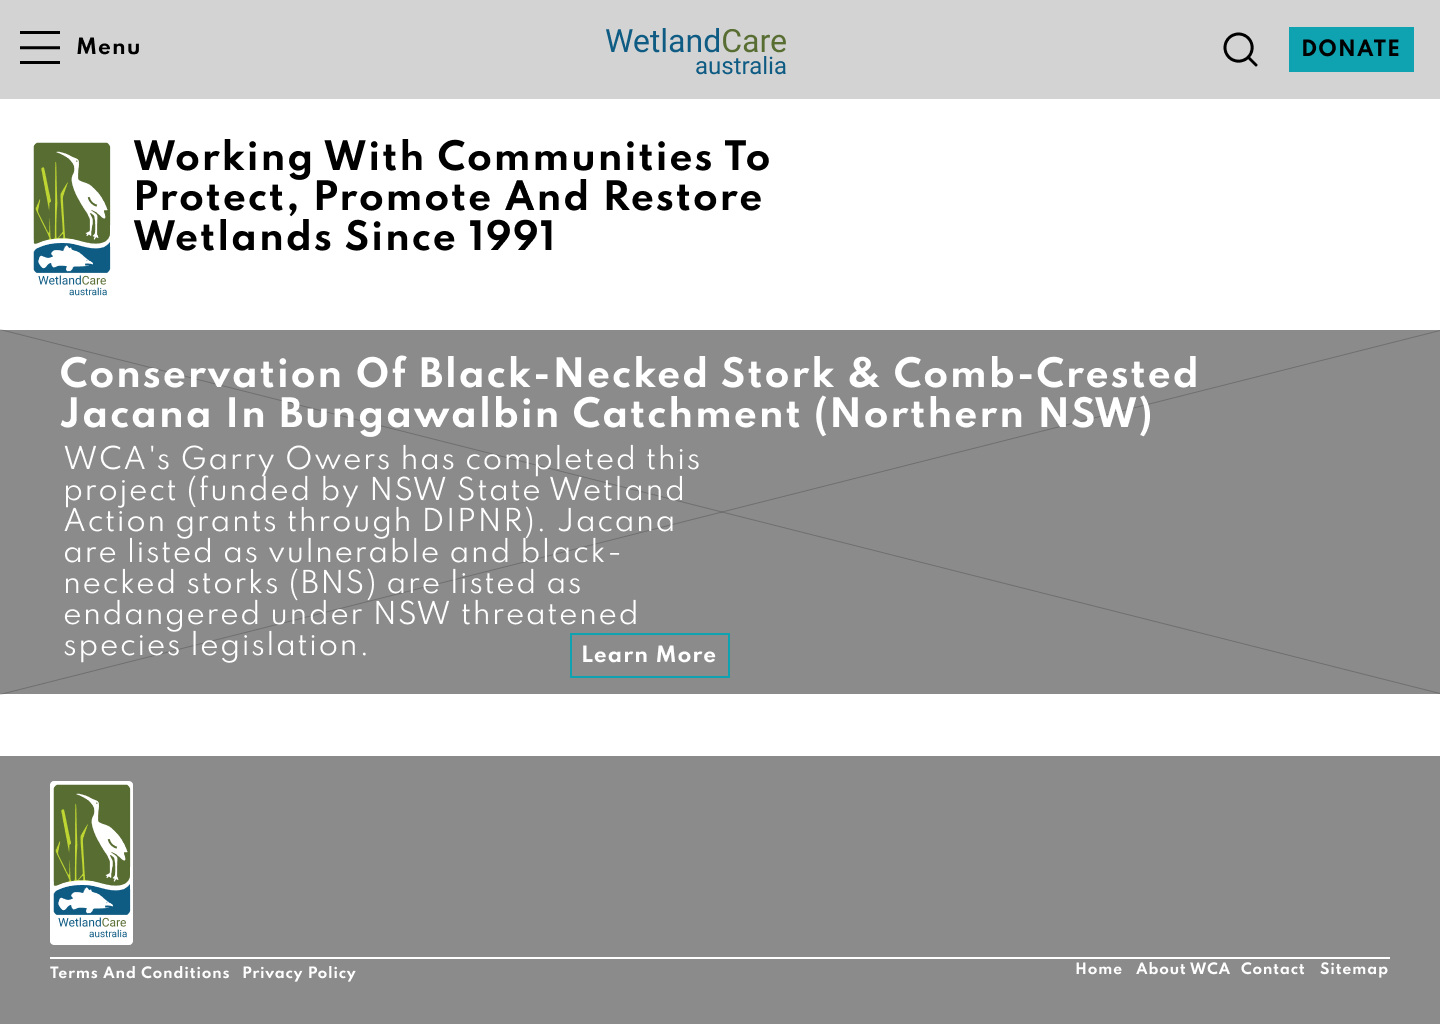 Menu
WetlandCare
australia
DONATE
Working With Communities To
Protect, Promote And Restore
Wetlands Since 1991
WetlandCare
australia
Conservation Of Black-Necked Stork & Comb-Crested
Jacana In Bungawalbin Catchment (Northern NSW)
WCA's Garry Owers has completed this
project (funded by NSW State Wetland
Action grants through DIPNR). Jacana
are listed as vulnerable and black-
necked storks (BNS) are listed as
endangered under NSW threatened
species legislation.
Learn More
WetlandCare
australia
Terms And Conditions Privacy Policy
Home About WCA Contact Sitemap